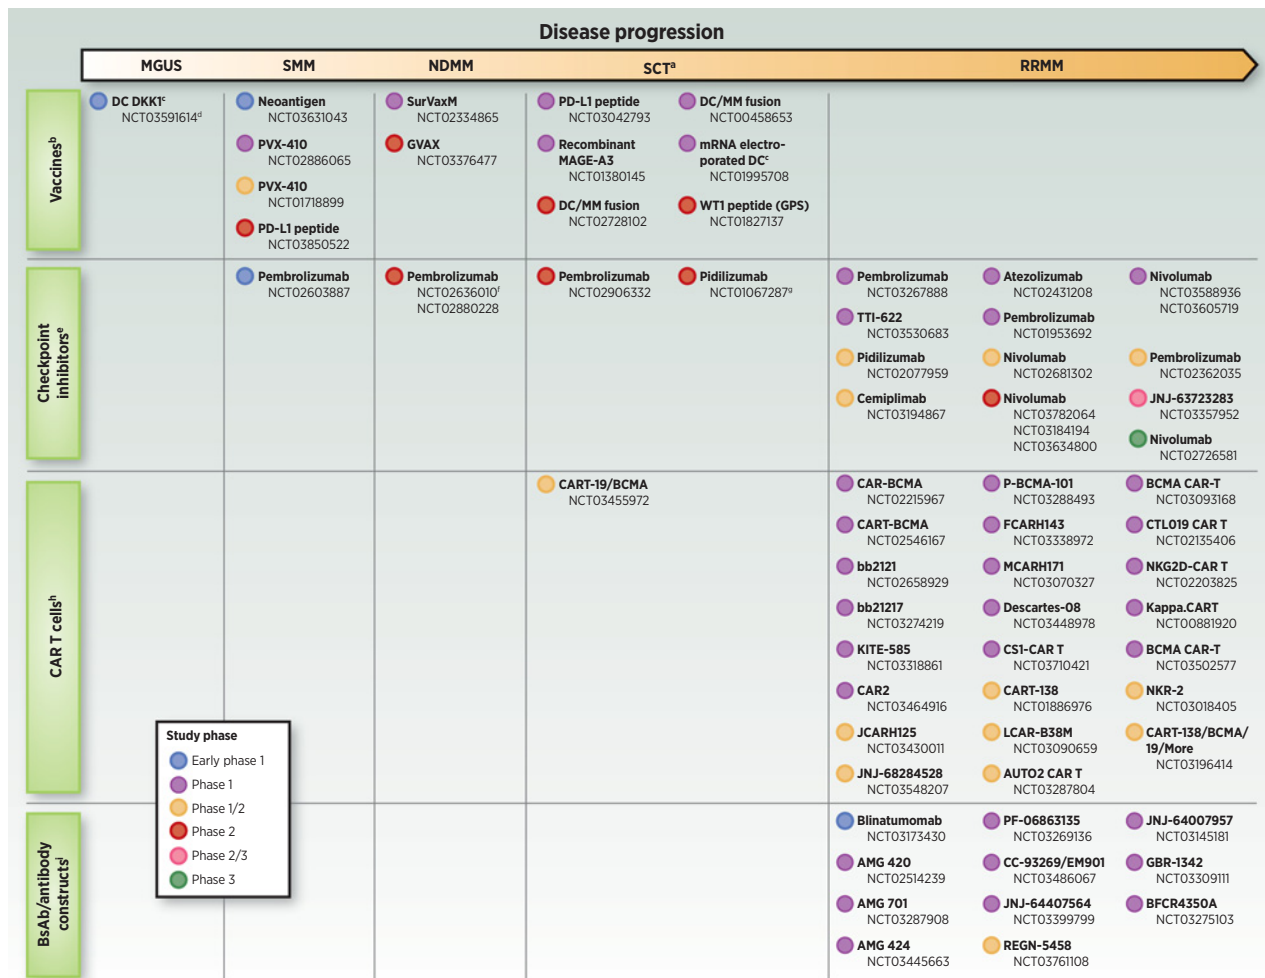 Disease progression
MGUS
SMM
NDMM
SCTᵃ
RRMM
Vaccinesᵇ
DC DKK1ᶜ
NCT03591614ᵈ
Neoantigen
NCT03631043
PVX-410
NCT02886065
PVX-410
NCT01718899
PD-L1 peptide
NCT03850522
SurVaxM
NCT02334865
GVAX
NCT03376477
PD-L1 peptide
NCT03042793
Recombinant
MAGE-A3
NCT01380145
DC/MM fusion
NCT02728102
DC/MM fusion
NCT00458653
mRNA electro-
porated DCᶜ
NCT01995708
WT1 peptide (GPS)
NCT01827137
Checkpoint
inhibitorsᵉ
Pembrolizumab
NCT02603887
Pembrolizumab
NCT02636010ᶠ
NCT02880228
Pembrolizumab
NCT02906332
Pidilizumab
NCT01067287ᵍ
Pembrolizumab
NCT03267888
TTI-622
NCT03530683
Pidilizumab
NCT02077959
Cemiplimab
NCT03194867
Atezolizumab
NCT02431208
Pembrolizumab
NCT01953692
Nivolumab
NCT02681302
Nivolumab
NCT03782064
NCT03184194
NCT03634800
Nivolumab
NCT03588936
NCT03605719
Pembrolizumab
NCT02362035
JNJ-63723283
NCT03357952
Nivolumab
NCT02726581
CAR T cellsʰ
CART-19/BCMA
NCT03455972
CAR-BCMA
NCT02215967
CART-BCMA
NCT02546167
bb2121
NCT02658929
bb21217
NCT03274219
KITE-585
NCT03318861
CAR2
NCT03464916
JCARH125
NCT03430011
JNJ-68284528
NCT03548207
P-BCMA-101
NCT03288493
FCARH143
NCT03338972
MCARH171
NCT03070327
Descartes-08
NCT03448978
CS1-CAR T
NCT03710421
CART-138
NCT01886976
LCAR-B38M
NCT03090659
AUTO2 CAR T
NCT03287804
BCMA CAR-T
NCT03093168
CTL019 CAR T
NCT02135406
NKG2D-CAR T
NCT02203825
Kappa.CART
NCT00881920
BCMA CAR-T
NCT03502577
NKR-2
NCT03018405
CART-138/BCMA/
19/More
NCT03196414
Study phase
Early phase 1
Phase 1
Phase 1/2
Phase 2
Phase 2/3
Phase 3
BsAb/antibody
constructsⁱ
Blinatumomab
NCT03173430
AMG 420
NCT02514239
AMG 701
NCT03287908
AMG 424
NCT03445663
PF-06863135
NCT03269136
CC-93269/EM901
NCT03486067
JNJ-64407564
NCT03399799
REGN-5458
NCT03761108
JNJ-64007957
NCT03145181
GBR-1342
NCT03309111
BFCR4350A
NCT03275103